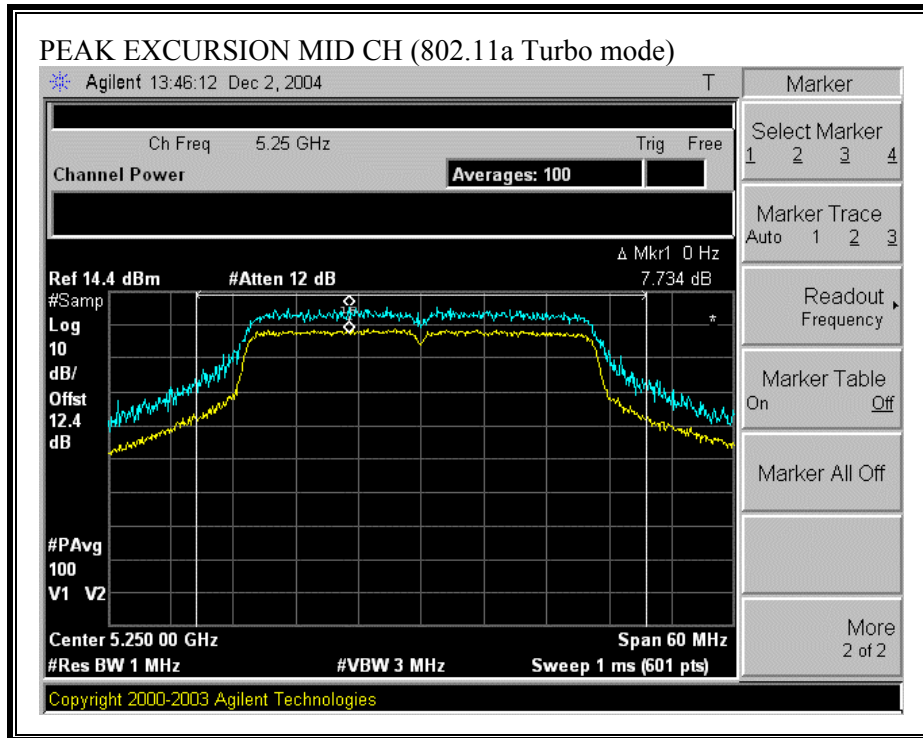 PEAK EXCURSION MID CH (802.11a Turbo mode)
Agilent 13:46:12 Dec 2, 2004 T
Marker
Ch Freq 5.25 GHz Trig Free
Channel Power Averages: 100
Select Marker
1 2 3 4
Marker Trace
Auto 1 2 3
Δ Mkr1 0 Hz
Ref 14.4 dBm #Atten 12 dB 7.734 dB
#Samp
Log
10
dB/
Offst
12.4
dB
*
Readout
Frequency
Marker Table
On Off
Marker All Off
#PAvg
100
V1 V2
Center 5.250 00 GHz Span 60 MHz
#Res BW 1 MHz #VBW 3 MHz Sweep 1 ms (601 pts)
More
2 of 2
Copyright 2000-2003 Agilent Technologies